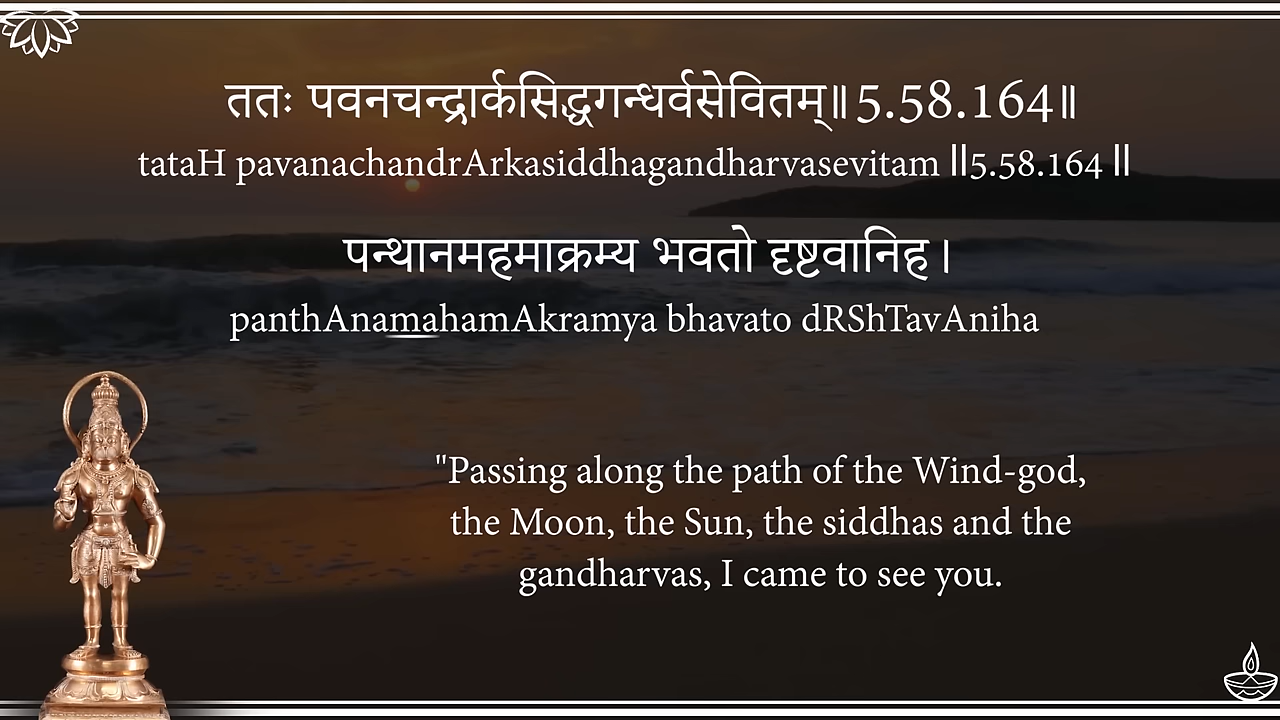 ततः पवनचन्द्रार्कसिद्धगन्धर्वसेवितम्॥5.58.164॥
tataH pavanachandrArkasiddhagandharvasevitam ||5.58.164 ||
पन्थानमहमाक्रम्य भवतो दृष्टवानिह।
panthAnamahamAkramya bhavato dRShTavAniha
"Passing along the path of the Wind-god,
the Moon, the Sun, the siddhas and the
gandharvas, I came to see you.